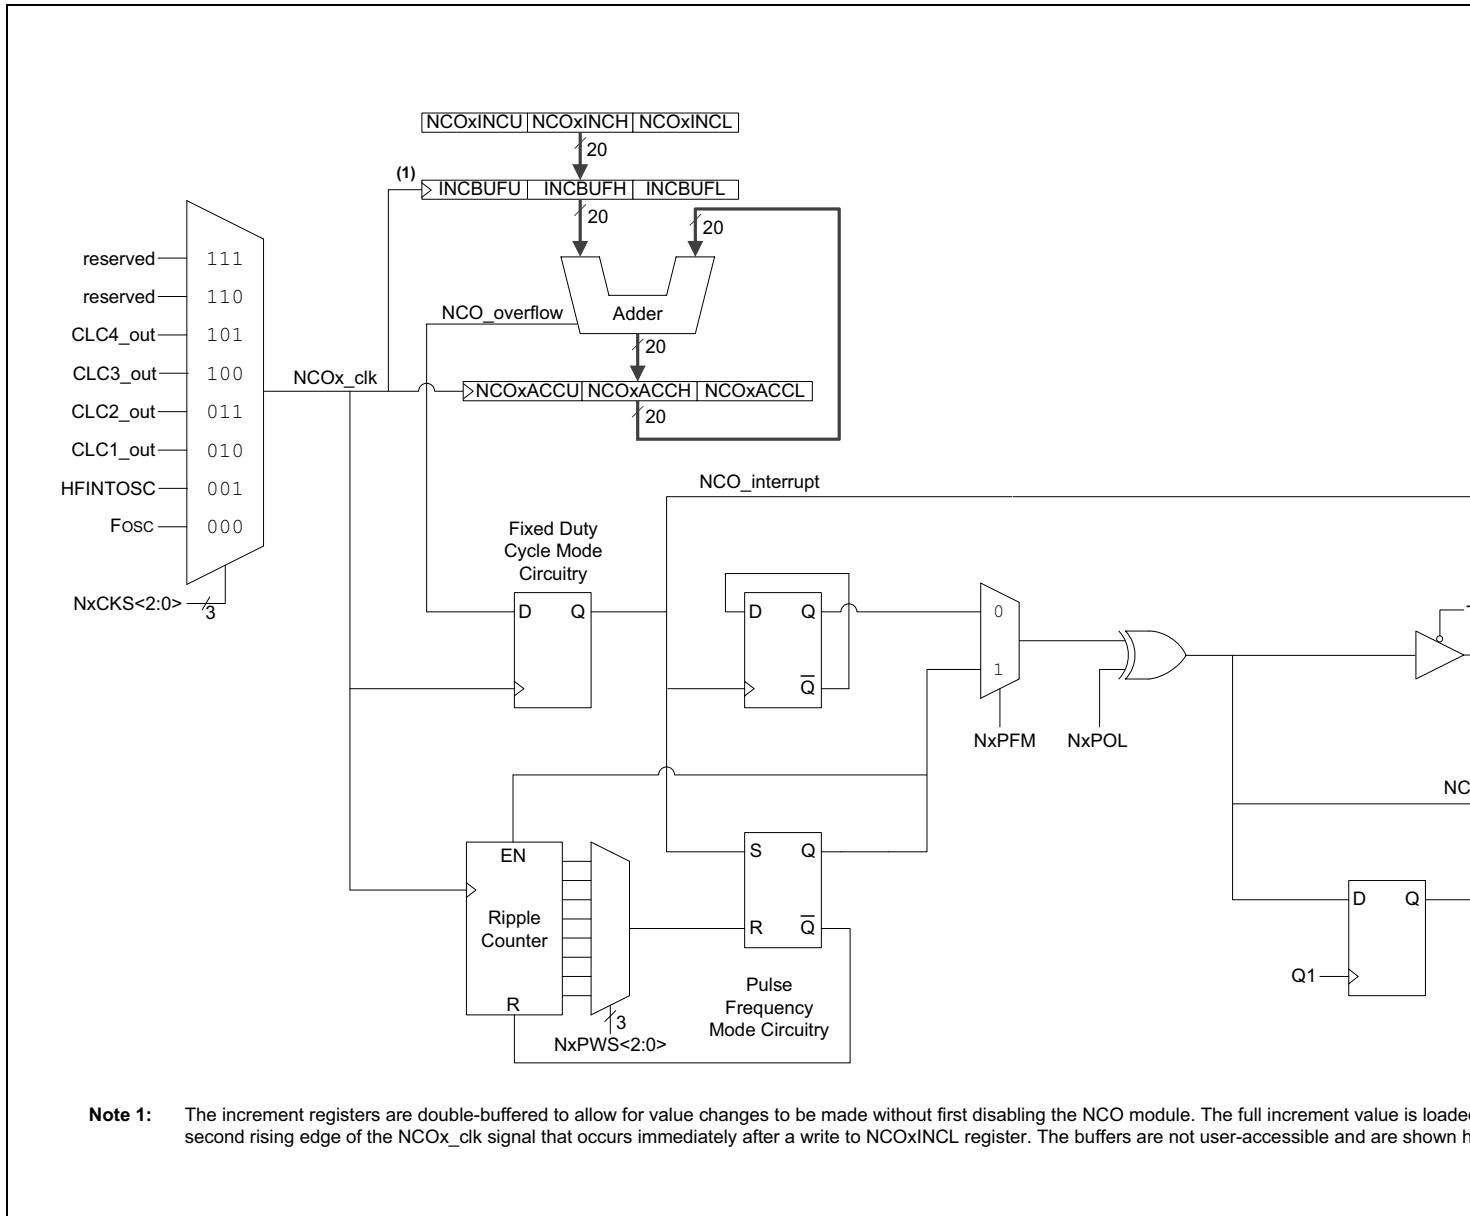 NCOxINCU NCOxINCH NCOxINCL
20
(1)
INCBUFU INCBUFH INCBUFL
20
20
reserved 111
reserved 110
CLC4_out 101
CLC3_out 100
CLC2_out 011
CLC1_out 010
HFINTOSC 001
FOSC 000
NxCKS<2:0>
3
NCOx_clk
NCO_overflow
Adder
20
NCOxACCU NCOxACCH NCOxACCL
20
NCO_interrupt
Fixed Duty
Cycle Mode
Circuitry
D Q
D Q
Q
0
1
NxPFM
NxPOL
NC
EN
Ripple
Counter
R
3
NxPWS<2:0>
S Q
R Q
Pulse
Frequency
Mode Circuitry
D Q
Q1
Note 1: The increment registers are double-buffered to allow for value changes to be made without first disabling the NCO module. The full increment value is loade
second rising edge of the NCOx_clk signal that occurs immediately after a write to NCOxINCL register. The buffers are not user-accessible and are shown h